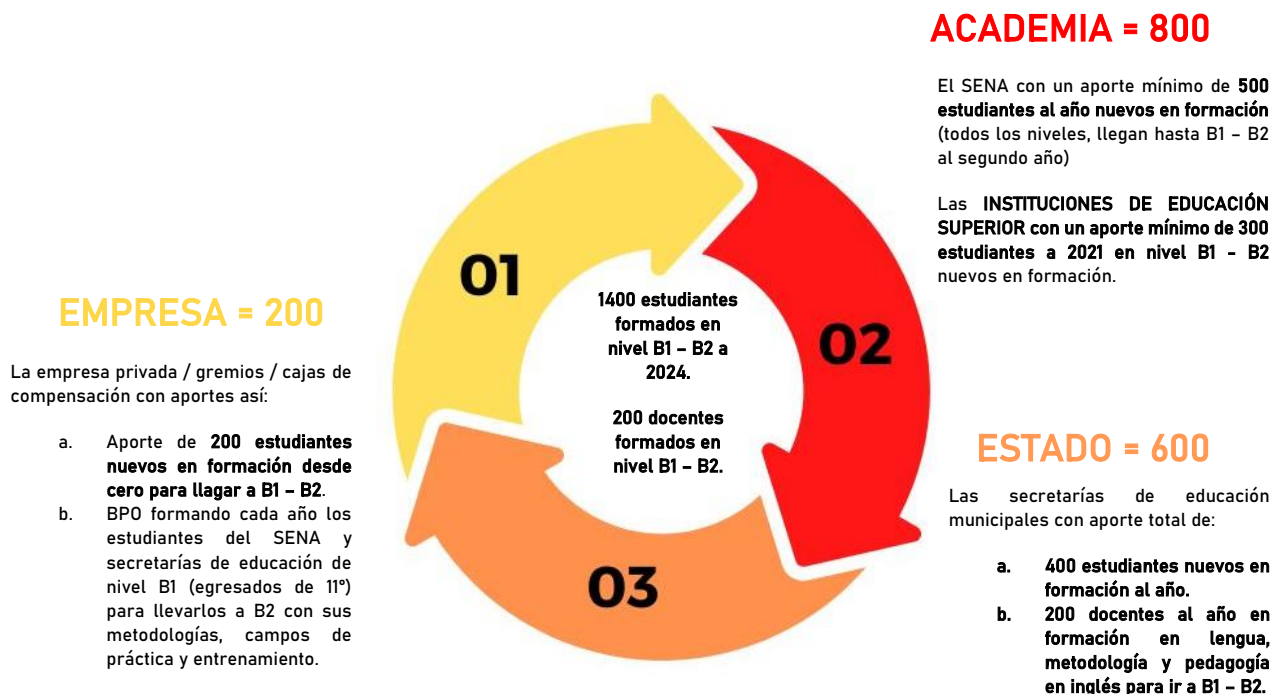 EMPRESA = 200
La empresa privada / gremios / cajas de
compensación con aportes así:
a. Aporte de 200 estudiantes
nuevos en formación desde
cero para llagar a B1 – B2.
b. BPO formando cada año los
estudiantes del SENA y
secretarías de educación de
nivel B1 (egresados de 11°)
para llevarlos a B2 con sus
metodologías, campos de
práctica y entrenamiento.
01
02
03
1400 estudiantes
formados en
nivel B1 – B2 a
2024.
200 docentes
formados en
nivel B1 – B2.
ACADEMIA = 800
El SENA con un aporte mínimo de 500
estudiantes al año nuevos en formación
(todos los niveles, llegan hasta B1 – B2
al segundo año)
Las INSTITUCIONES DE EDUCACIÓN
SUPERIOR con un aporte mínimo de 300
estudiantes a 2021 en nivel B1 - B2
nuevos en formación.
ESTADO = 600
Las secretarías de educación
municipales con aporte total de:
a. 400 estudiantes nuevos en
formación al año.
b. 200 docentes al año en
formación en lengua,
metodología y pedagogía
en inglés para ir a B1 – B2.